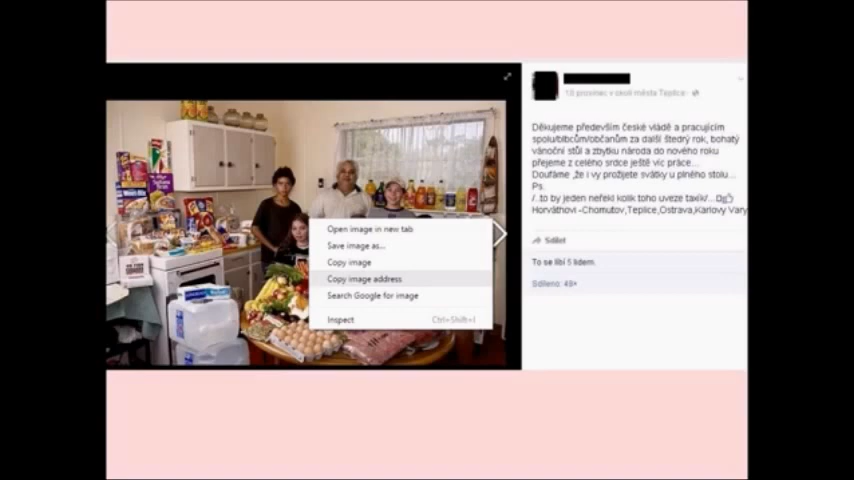 10 prosinec v okolí města Teplice
Děkujeme především české vládě a pracujícím
spolu/blbcům/občanům za další štedrý rok, bohatý
vánoční stůl a zbytku národa do nového roku
přejeme z celého srdce ještě víc práce...
Doufáme ,že i vy prožijete svátky u plného stolu...
Ps.
/..to by jeden neřekl kolik toho uveze taxík/...
Horváthovi -Chomutov,Teplice,Ostrava,Karlovy Vary
Sdílet
To se líbí 5 lidem.
Sdíleno: 49×
Open image in new tab
Save image as...
Copy image
Copy image address
Search Google for image
Inspect Ctrl+Shift+I